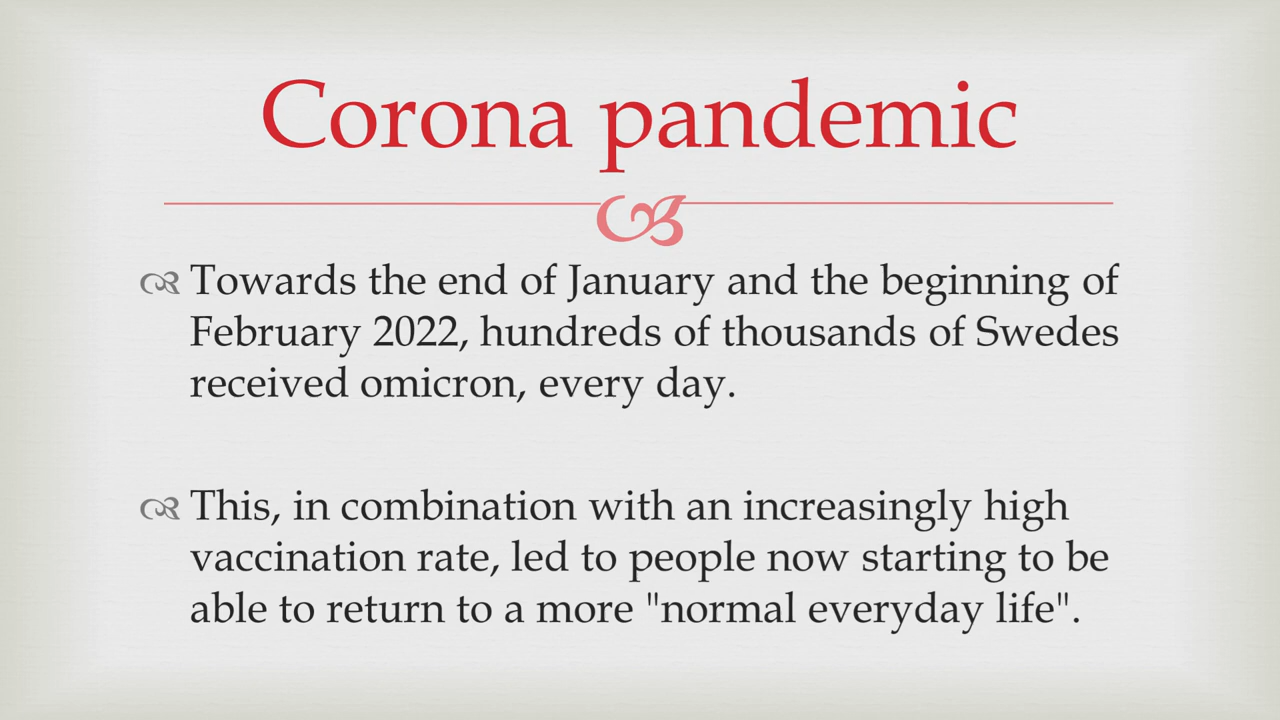 Corona pandemic
Towards the end of January and the beginning of
February 2022, hundreds of thousands of Swedes
received omicron, every day.
This, in combination with an increasingly high
vaccination rate, led to people now starting to be
able to return to a more "normal everyday life".